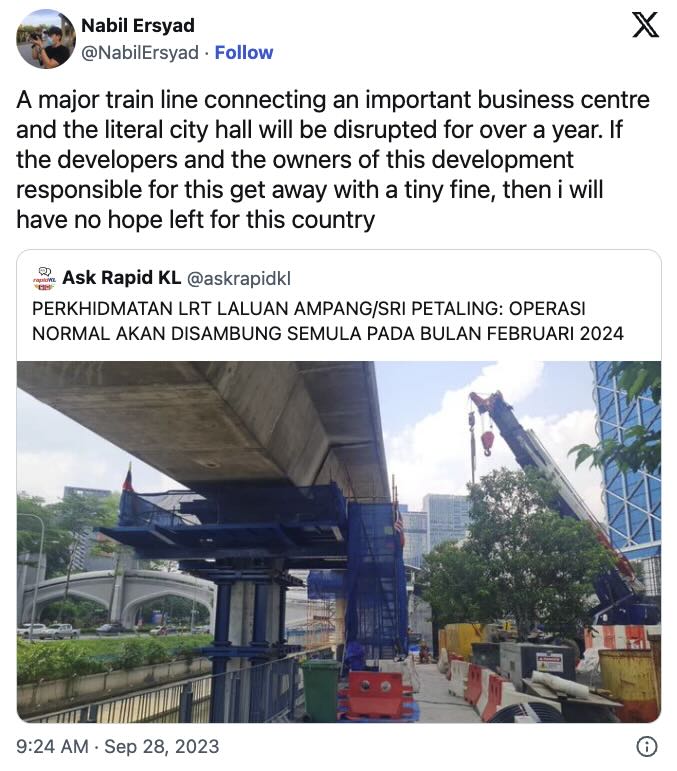 Nabil Ersyad
@NabilErsyad · Follow
A major train line connecting an important business centre
and the literal city hall will be disrupted for over a year. If
the developers and the owners of this development
responsible for this get away with a tiny fine, then i will
have no hope left for this country
Ask Rapid KL @askrapidkl
PERKHIDMATAN LRT LALUAN AMPANG/SRI PETALING: OPERASI
NORMAL AKAN DISAMBUNG SEMULA PADA BULAN FEBRUARI 2024
9:24 AM · Sep 28, 2023